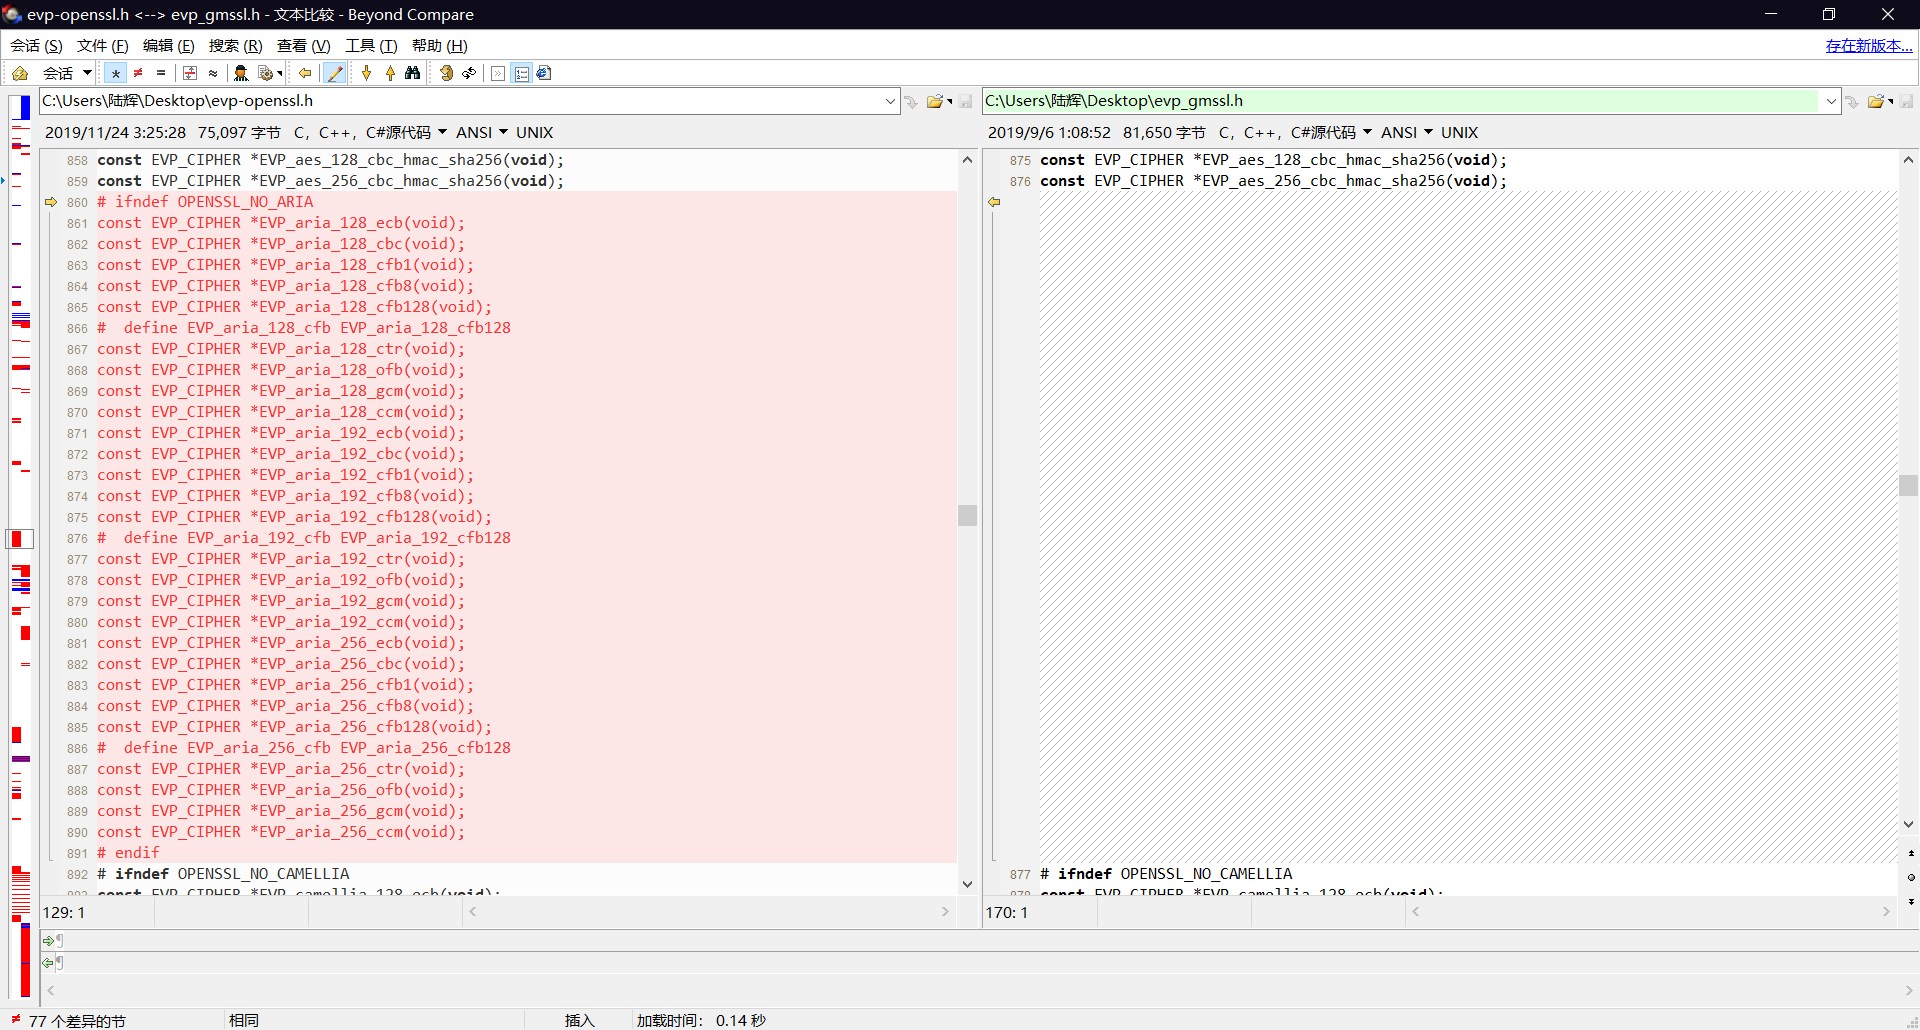 evp-openssl.h <--> evp_gmssl.h - 文本比较 - Beyond Compare
会话 (S) 文件 (F) 编辑 (E) 搜索 (R) 查看 (V) 工具 (T) 帮助 (H) 存在新版本...
会话
C:\Users\陆辉\Desktop\evp-openssl.h
2019/11/24 3:25:28 75,097 字节 C，C++，C#源代码 ANSI UNIX
858 const EVP_CIPHER *EVP_aes_128_cbc_hmac_sha256(void);
859 const EVP_CIPHER *EVP_aes_256_cbc_hmac_sha256(void);
860 # ifndef OPENSSL_NO_ARIA
861 const EVP_CIPHER *EVP_aria_128_ecb(void);
862 const EVP_CIPHER *EVP_aria_128_cbc(void);
863 const EVP_CIPHER *EVP_aria_128_cfb1(void);
864 const EVP_CIPHER *EVP_aria_128_cfb8(void);
865 const EVP_CIPHER *EVP_aria_128_cfb128(void);
866 #  define EVP_aria_128_cfb EVP_aria_128_cfb128
867 const EVP_CIPHER *EVP_aria_128_ctr(void);
868 const EVP_CIPHER *EVP_aria_128_ofb(void);
869 const EVP_CIPHER *EVP_aria_128_gcm(void);
870 const EVP_CIPHER *EVP_aria_128_ccm(void);
871 const EVP_CIPHER *EVP_aria_192_ecb(void);
872 const EVP_CIPHER *EVP_aria_192_cbc(void);
873 const EVP_CIPHER *EVP_aria_192_cfb1(void);
874 const EVP_CIPHER *EVP_aria_192_cfb8(void);
875 const EVP_CIPHER *EVP_aria_192_cfb128(void);
876 #  define EVP_aria_192_cfb EVP_aria_192_cfb128
877 const EVP_CIPHER *EVP_aria_192_ctr(void);
878 const EVP_CIPHER *EVP_aria_192_ofb(void);
879 const EVP_CIPHER *EVP_aria_192_gcm(void);
880 const EVP_CIPHER *EVP_aria_192_ccm(void);
881 const EVP_CIPHER *EVP_aria_256_ecb(void);
882 const EVP_CIPHER *EVP_aria_256_cbc(void);
883 const EVP_CIPHER *EVP_aria_256_cfb1(void);
884 const EVP_CIPHER *EVP_aria_256_cfb8(void);
885 const EVP_CIPHER *EVP_aria_256_cfb128(void);
886 #  define EVP_aria_256_cfb EVP_aria_256_cfb128
887 const EVP_CIPHER *EVP_aria_256_ctr(void);
888 const EVP_CIPHER *EVP_aria_256_ofb(void);
889 const EVP_CIPHER *EVP_aria_256_gcm(void);
890 const EVP_CIPHER *EVP_aria_256_ccm(void);
891 # endif
892 # ifndef OPENSSL_NO_CAMELLIA
893 const EVP_CIPHER *EVP_camellia_128_ecb(void);
129: 1
C:\Users\陆辉\Desktop\evp_gmssl.h
2019/9/6 1:08:52 81,650 字节 C，C++，C#源代码 ANSI UNIX
875 const EVP_CIPHER *EVP_aes_128_cbc_hmac_sha256(void);
876 const EVP_CIPHER *EVP_aes_256_cbc_hmac_sha256(void);
877 # ifndef OPENSSL_NO_CAMELLIA
878 const EVP_CIPHER *EVP_camellia_128_ecb(void);
170: 1
77 个差异的节 相同 插入 加载时间： 0.14 秒